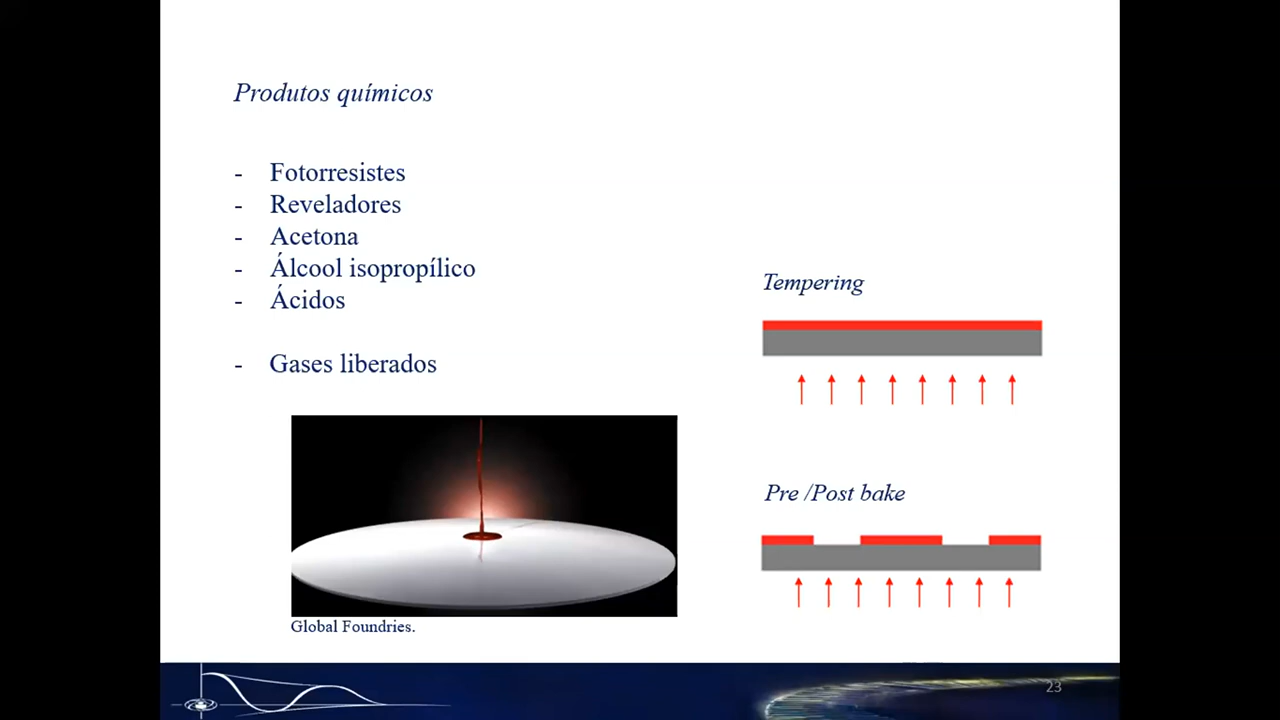 Produtos químicos
- Fotorresistes
- Reveladores
- Acetona
- Álcool isopropílico
- Ácidos
- Gases liberados
Global Foundries.
Tempering
Pre /Post bake
23